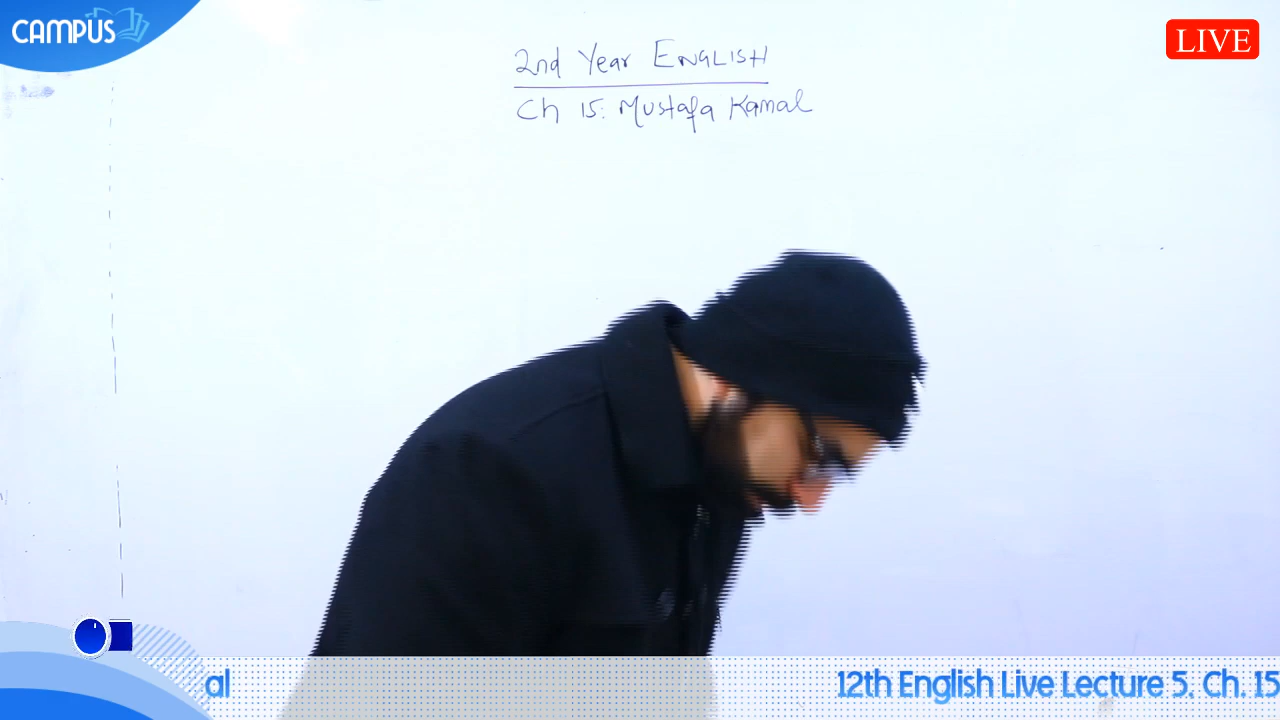 CAMPUS
LIVE
2nd Year ENGLISH
Ch 15: Mustafa Kamal
al
12th English Live Lecture 5. Ch. 15